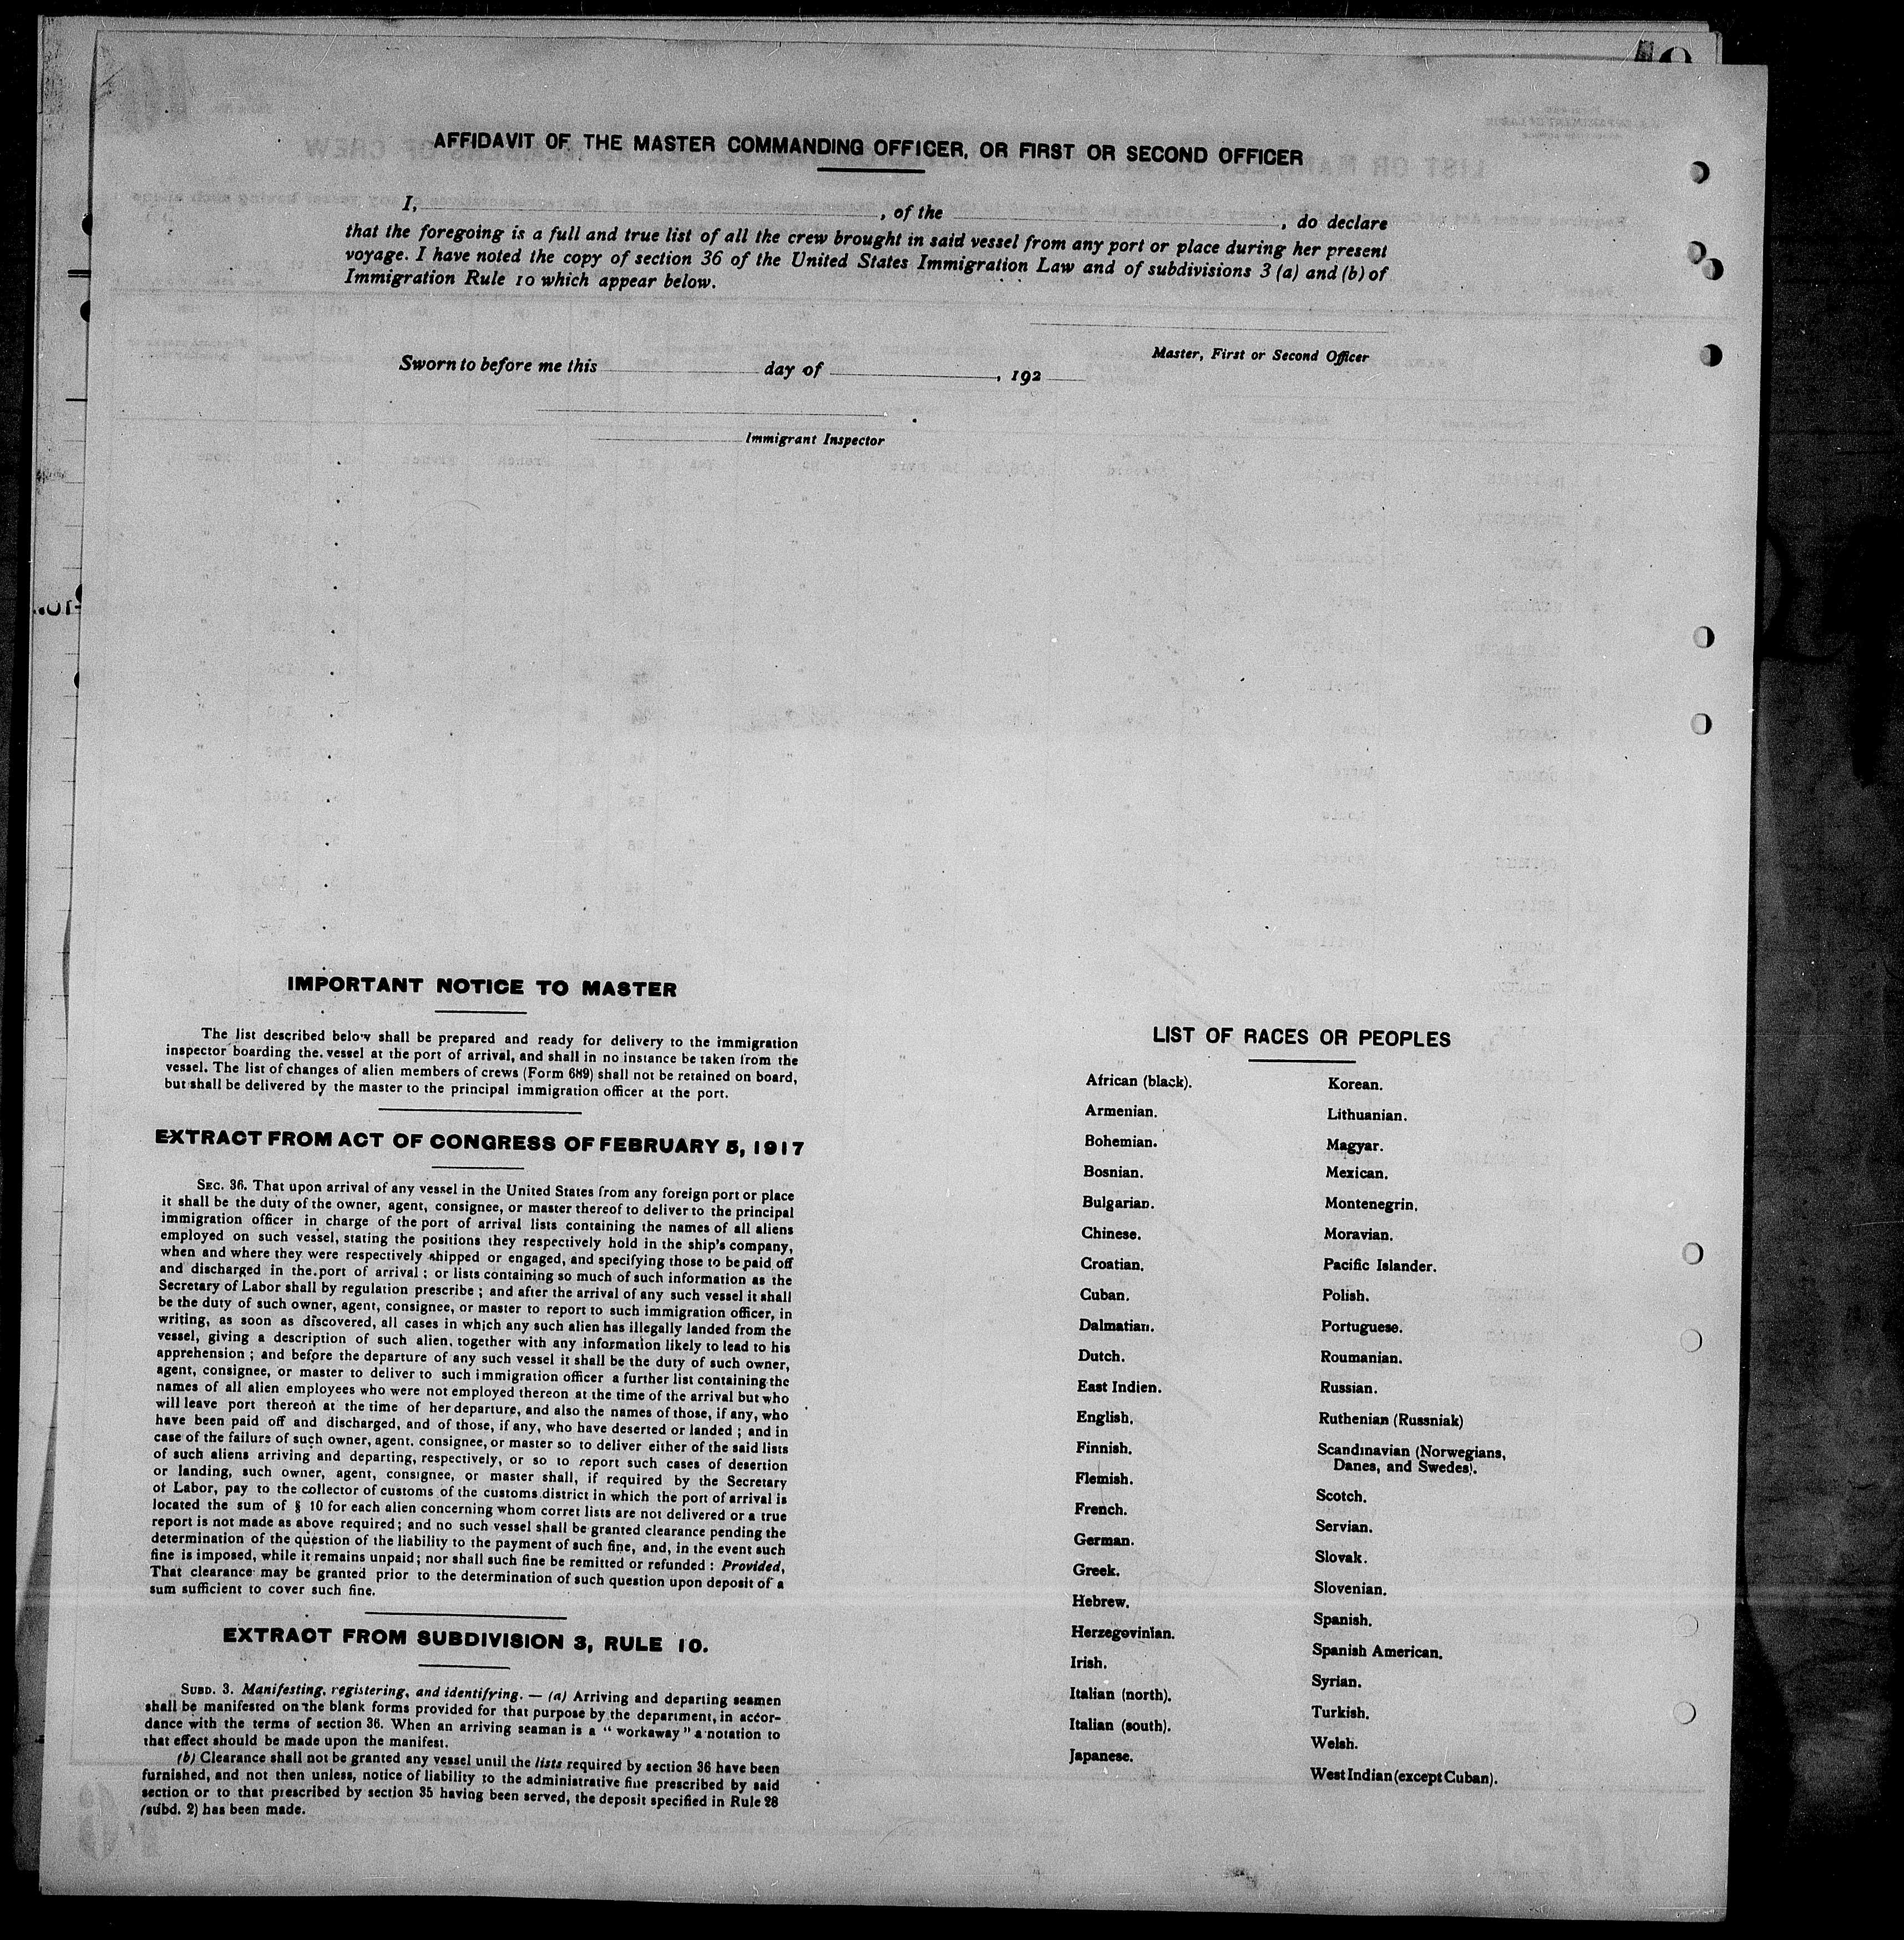 AFFIDAVIT OF THE MASTER COMMANDING OFFICER, OR FIRST OR SECOND OFFICER
I, , of the , do declare
that the foregoing is a full and true list of all the crew brought in said vessel from any port or place during her present
voyage. I have noted the copy of section 36 of the United States Immigration Law and of subdivisions 3 (a) and (b) of
Immigration Rule 10 which appear below.
Master, First or Second Officer
Sworn to before me this day of , 192
Immigrant Inspector
IMPORTANT NOTICE TO MASTER
The list described below shall be prepared and ready for delivery to the immigration
inspector boarding the vessel at the port of arrival, and shall in no instance be taken from the
vessel. The list of changes of alien members of crews (Form 689) shall not be retained on board,
but shall be delivered by the master to the principal immigration officer at the port.
EXTRACT FROM ACT OF CONGRESS OF FEBRUARY 5, 1917
SEC. 36. That upon arrival of any vessel in the United States from any foreign port or place
it shall be the duty of the owner, agent, consignee, or master thereof to deliver to the principal
immigration officer in charge of the port of arrival lists containing the names of all aliens
employed on such vessel, stating the positions they respectively hold in the ship's company,
when and where they were respectively shipped or engaged, and specifying those to be paid off
and discharged in the port of arrival ; or lists containing so much of such information as the
Secretary of Labor shall by regulation prescribe ; and after the arrival of any such vessel it shall
be the duty of such owner, agent, consignee, or master to report to such immigration officer, in
writing, as soon as discovered, all cases in which any such alien has illegally landed from the
vessel, giving a description of such alien, together with any information likely to lead to his
apprehension ; and before the departure of any such vessel it shall be the duty of such owner,
agent, consignee, or master to deliver to such immigration officer a further list containing the
names of all alien employees who were not employed thereon at the time of the arrival but who
will leave port thereon at the time of her departure, and also the names of those, if any, who
have been paid off and discharged, and of those, if any, who have deserted or landed ; and in
case of the failure of such owner, agent. consignee, or master so to deliver either of the said lists
of such aliens arriving and departing, respectively, or so to report such cases of desertion
or landing, such owner, agent, consignee, or master shall, if required by the Secretary
of Labor, pay to the collector of customs of the customs district in which the port of arrival is
located the sum of § 10 for each alien concerning whom corret lists are not delivered or a true
report is not made as above required ; and no such vessel shall be granted clearance pending the
determination of the question of the liability to the payment of such fine, and, in the event such
fine is imposed, while it remains unpaid ; nor shall such fine be remitted or refunded : Provided,
That clearance may be granted prior to the determination of such question upon deposit of a
sum sufficient to cover such fine.
EXTRACT FROM SUBDIVISION 3, RULE 10.
SUBD. 3. Manifesting, registering, and identifying. — (a) Arriving and departing seamen
shall be manifested on the blank forms provided for that purpose by the department, in accor-
dance with the terms of section 36. When an arriving seaman is a " workaway " a notation to
that effect should be made upon the manifest.
(b) Clearance shall not be granted any vessel until the lists required by section 36 have been
furnished, and not then unless, notice of liability to the administrative fine prescribed by said
section or to that prescribed by section 35 having been served, the deposit specified in Rule 28
(subd. 2) has been made.
LIST OF RACES OR PEOPLES
African (black).
Armenian.
Bohemian.
Bosnian.
Bulgarian.
Chinese.
Croatian.
Cuban.
Dalmatian.
Dutch.
East Indien.
English.
Finnish.
Flemish.
French.
German.
Greek.
Hebrew.
Herzegovinian.
Irish.
Italian (north).
Italian (south).
Japanese.
Korean.
Lithuanian.
Magyar.
Mexican.
Montenegrin.
Moravian.
Pacific Islander.
Polish.
Portuguese.
Roumanian.
Russian.
Ruthenian (Russniak)
Scandinavian (Norwegians,
Danes, and Swedes).
Scotch.
Servian.
Slovak.
Slovenian.
Spanish.
Spanish American.
Syrian.
Turkish.
Welsh.
West Indian (except Cuban).